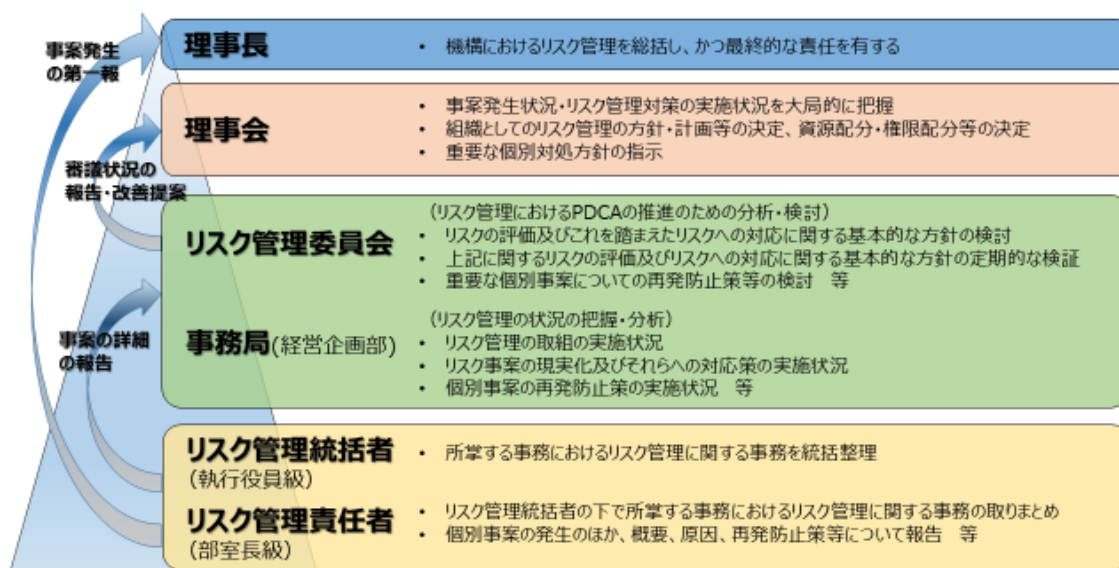 事案発生
の第一報
理事長
・ 機構におけるリスク管理を総括し、かつ最終的な責任を有する
理事会
・ 事案発生状況・リスク管理対策の実施状況を大局的に把握
・ 組織としてのリスク管理の方針・計画等の決定、資源配分・権限配分等の決定
・ 重要な個別対処方針の指示
審議状況の
報告・改善提案
リスク管理委員会
(リスク管理におけるPDCAの推進のための分析・検討)
・ リスクの評価及びこれを踏まえたリスクへの対応に関する基本的な方針の検討
・ 上記に関するリスクの評価及びリスクへの対応に関する基本的な方針の定期的な検証
・ 重要な個別事案についての再発防止策等の検討 等
事案の詳細
の報告
事務局(経営企画部)
(リスク管理の状況の把握・分析)
・ リスク管理の取組の実施状況
・ リスク事案の現実化及びそれらへの対応策の実施状況
・ 個別事案の再発防止策の実施状況 等
リスク管理統括者
(執行役員級)
・ 所掌する事務におけるリスク管理に関する事務を統括整理
リスク管理責任者
(部室長級)
・ リスク管理統括者の下で所掌する事務におけるリスク管理に関する事務の取りまとめ
・ 個別事案の発生のほか、概要、原因、再発防止策等について報告 等